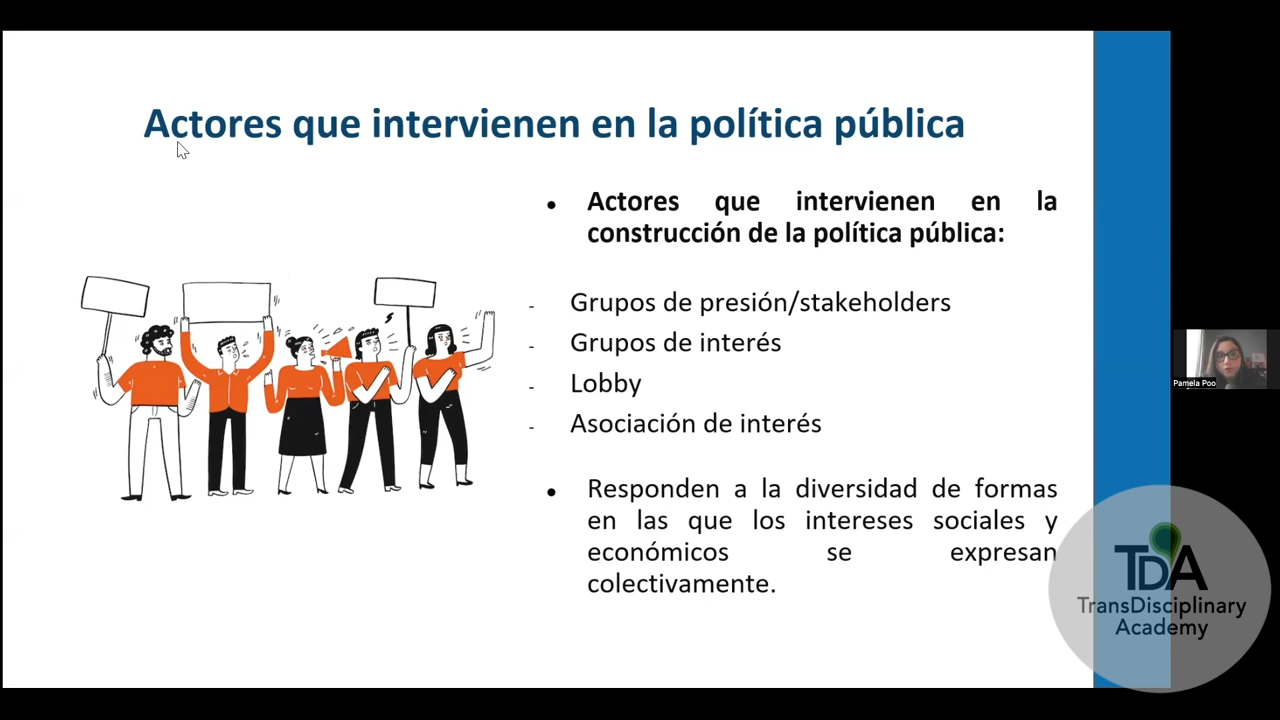 Actores que intervienen en la política pública
● Actores que intervienen en la
construcción de la política pública:
- Grupos de presión/stakeholders
- Grupos de interés
- Lobby
- Asociación de interés
● Responden a la diversidad de formas
en las que los intereses sociales y
económicos se expresan
colectivamente.
Pamela Poo
TDA
TransDisciplinary
Academy